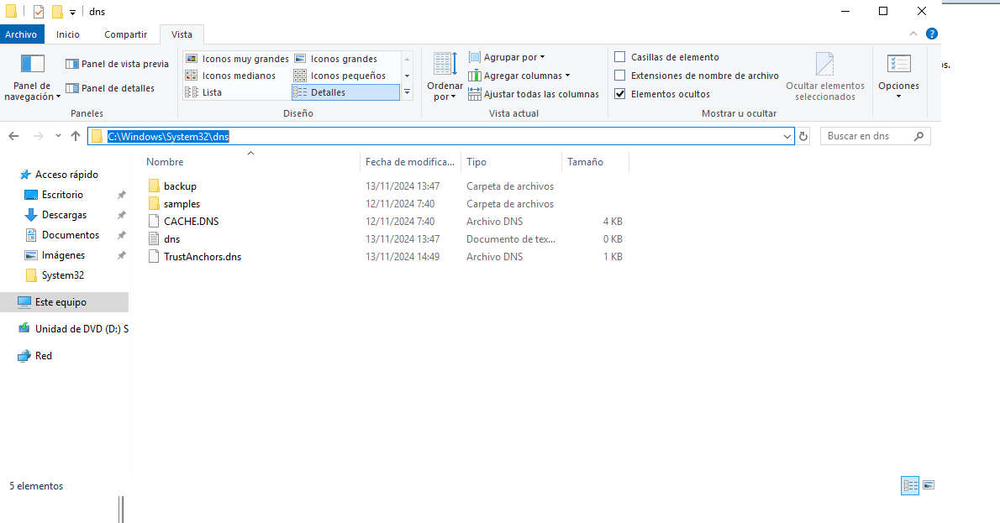 dns
Archivo Inicio Compartir Vista
Panel de navegación
Panel de vista previa
Panel de detalles
Paneles
Iconos muy grandes Iconos grandes
Iconos medianos Iconos pequeños
Lista Detalles
Diseño
Ordenar por
Agrupar por
Agregar columnas
Ajustar todas las columnas
Vista actual
Casillas de elemento
Extensiones de nombre de archivo
Elementos ocultos
Ocultar elementos
seleccionados
Mostrar u ocultar
Opciones
os.
C:\Windows\System32\dns
Buscar en dns
Acceso rápido
Escritorio
Descargas
Documentos
Imágenes
System32
Este equipo
Unidad de DVD (D:) S
Red
Nombre Fecha de modifica... Tipo Tamaño
backup 13/11/2024 13:47 Carpeta de archivos
samples 12/11/2024 7:40 Carpeta de archivos
CACHE.DNS 12/11/2024 7:40 Archivo DNS 4 KB
dns 13/11/2024 13:47 Documento de tex... 0 KB
TrustAnchors.dns 13/11/2024 14:49 Archivo DNS 1 KB
5 elementos